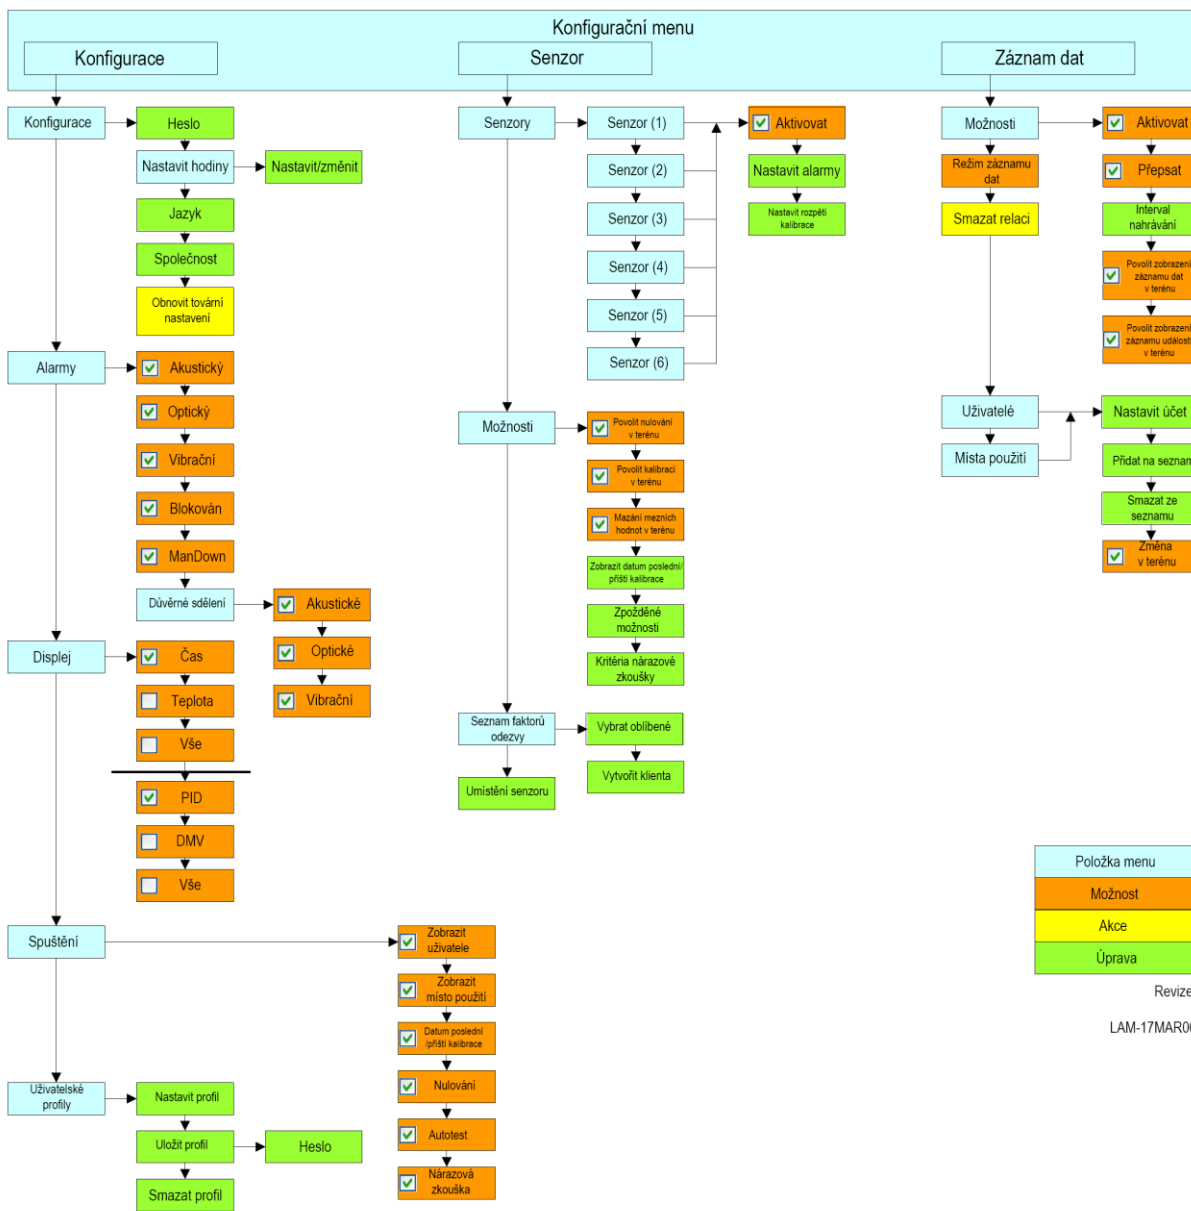 Konfigurační menu
Konfigurace
Senzor
Záznam dat
Konfigurace
Heslo
Nastavit hodiny
Nastavit/změnit
Jazyk
Společnost
Obnovit tovární
nastavení
Alarmy
Akustický
Optický
Vibrační
Blokován
ManDown
Důvěrné sdělení
Akustické
Optické
Vibrační
Displej
Čas
Teplota
Vše
PID
DMV
Vše
Spuštění
Zobrazit
uživatele
Zobrazit
místo použití
Datum poslední
/příští kalibrace
Nulování
Autotest
Nárazová
zkouška
Uživatelské
profily
Nastavit profil
Uložit profil
Heslo
Smazat profil
Senzory
Senzor (1)
Senzor (2)
Senzor (3)
Senzor (4)
Senzor (5)
Senzor (6)
Aktivovat
Nastavit alarmy
Nastavit rozpětí
kalibrace
Možnosti
Povolit nulování
v terénu
Povolit kalibraci
v terénu
Mazání mezních
hodnot v terénu
Zobrazit datum poslední/
příští kalibrace
Zpožděné
možnosti
Kritéria nárazové
zkoušky
Seznam faktorů
odezvy
Vybrat oblíbené
Vytvořit klienta
Umístění senzoru
Možnosti
Režim záznamu
dat
Smazat relaci
Aktivovat
Přepsat
Interval
nahrávání
Povolit zobrazení
záznamu dat
v terénu
Povolit zobrazení
záznamu událostí
v terénu
Uživatelé
Místa použití
Nastavit účet
Přidat na seznam
Smazat ze
seznamu
Změna
v terénu
Položka menu
Možnost
Akce
Úprava
Revize
LAM-17MAR06